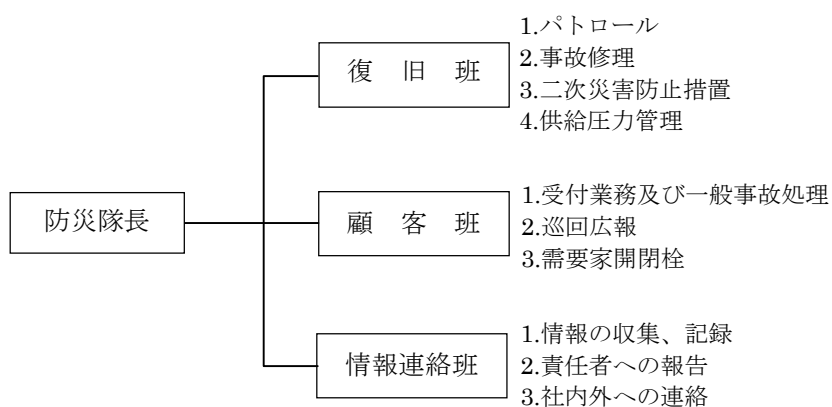 防災隊長
復旧班
1.パトロール
2.事故修理
3.二次災害防止措置
4.供給圧力管理
顧客班
1.受付業務及び一般事故処理
2.巡回広報
3.需要家開閉栓
情報連絡班
1.情報の収集、記録
2.責任者への報告
3.社内外への連絡